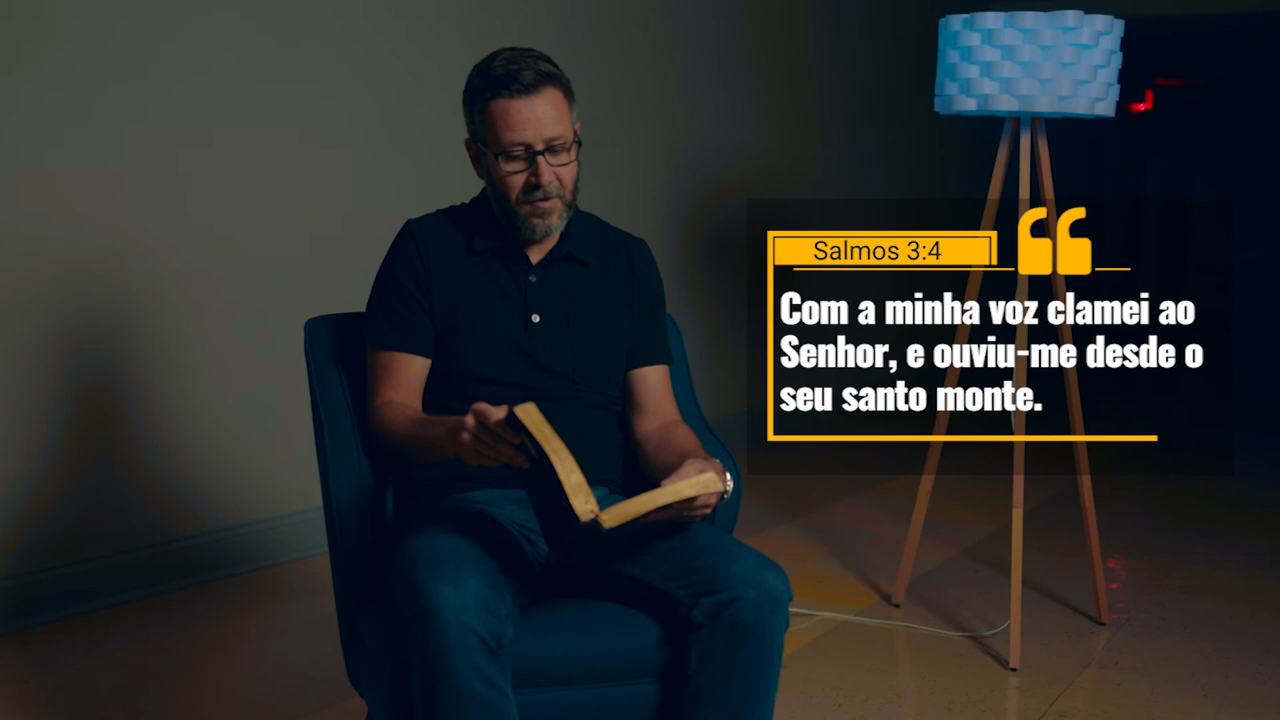 Salmos 3:4
Com a minha voz clamei ao
Senhor, e ouviu-me desde o
seu santo monte.